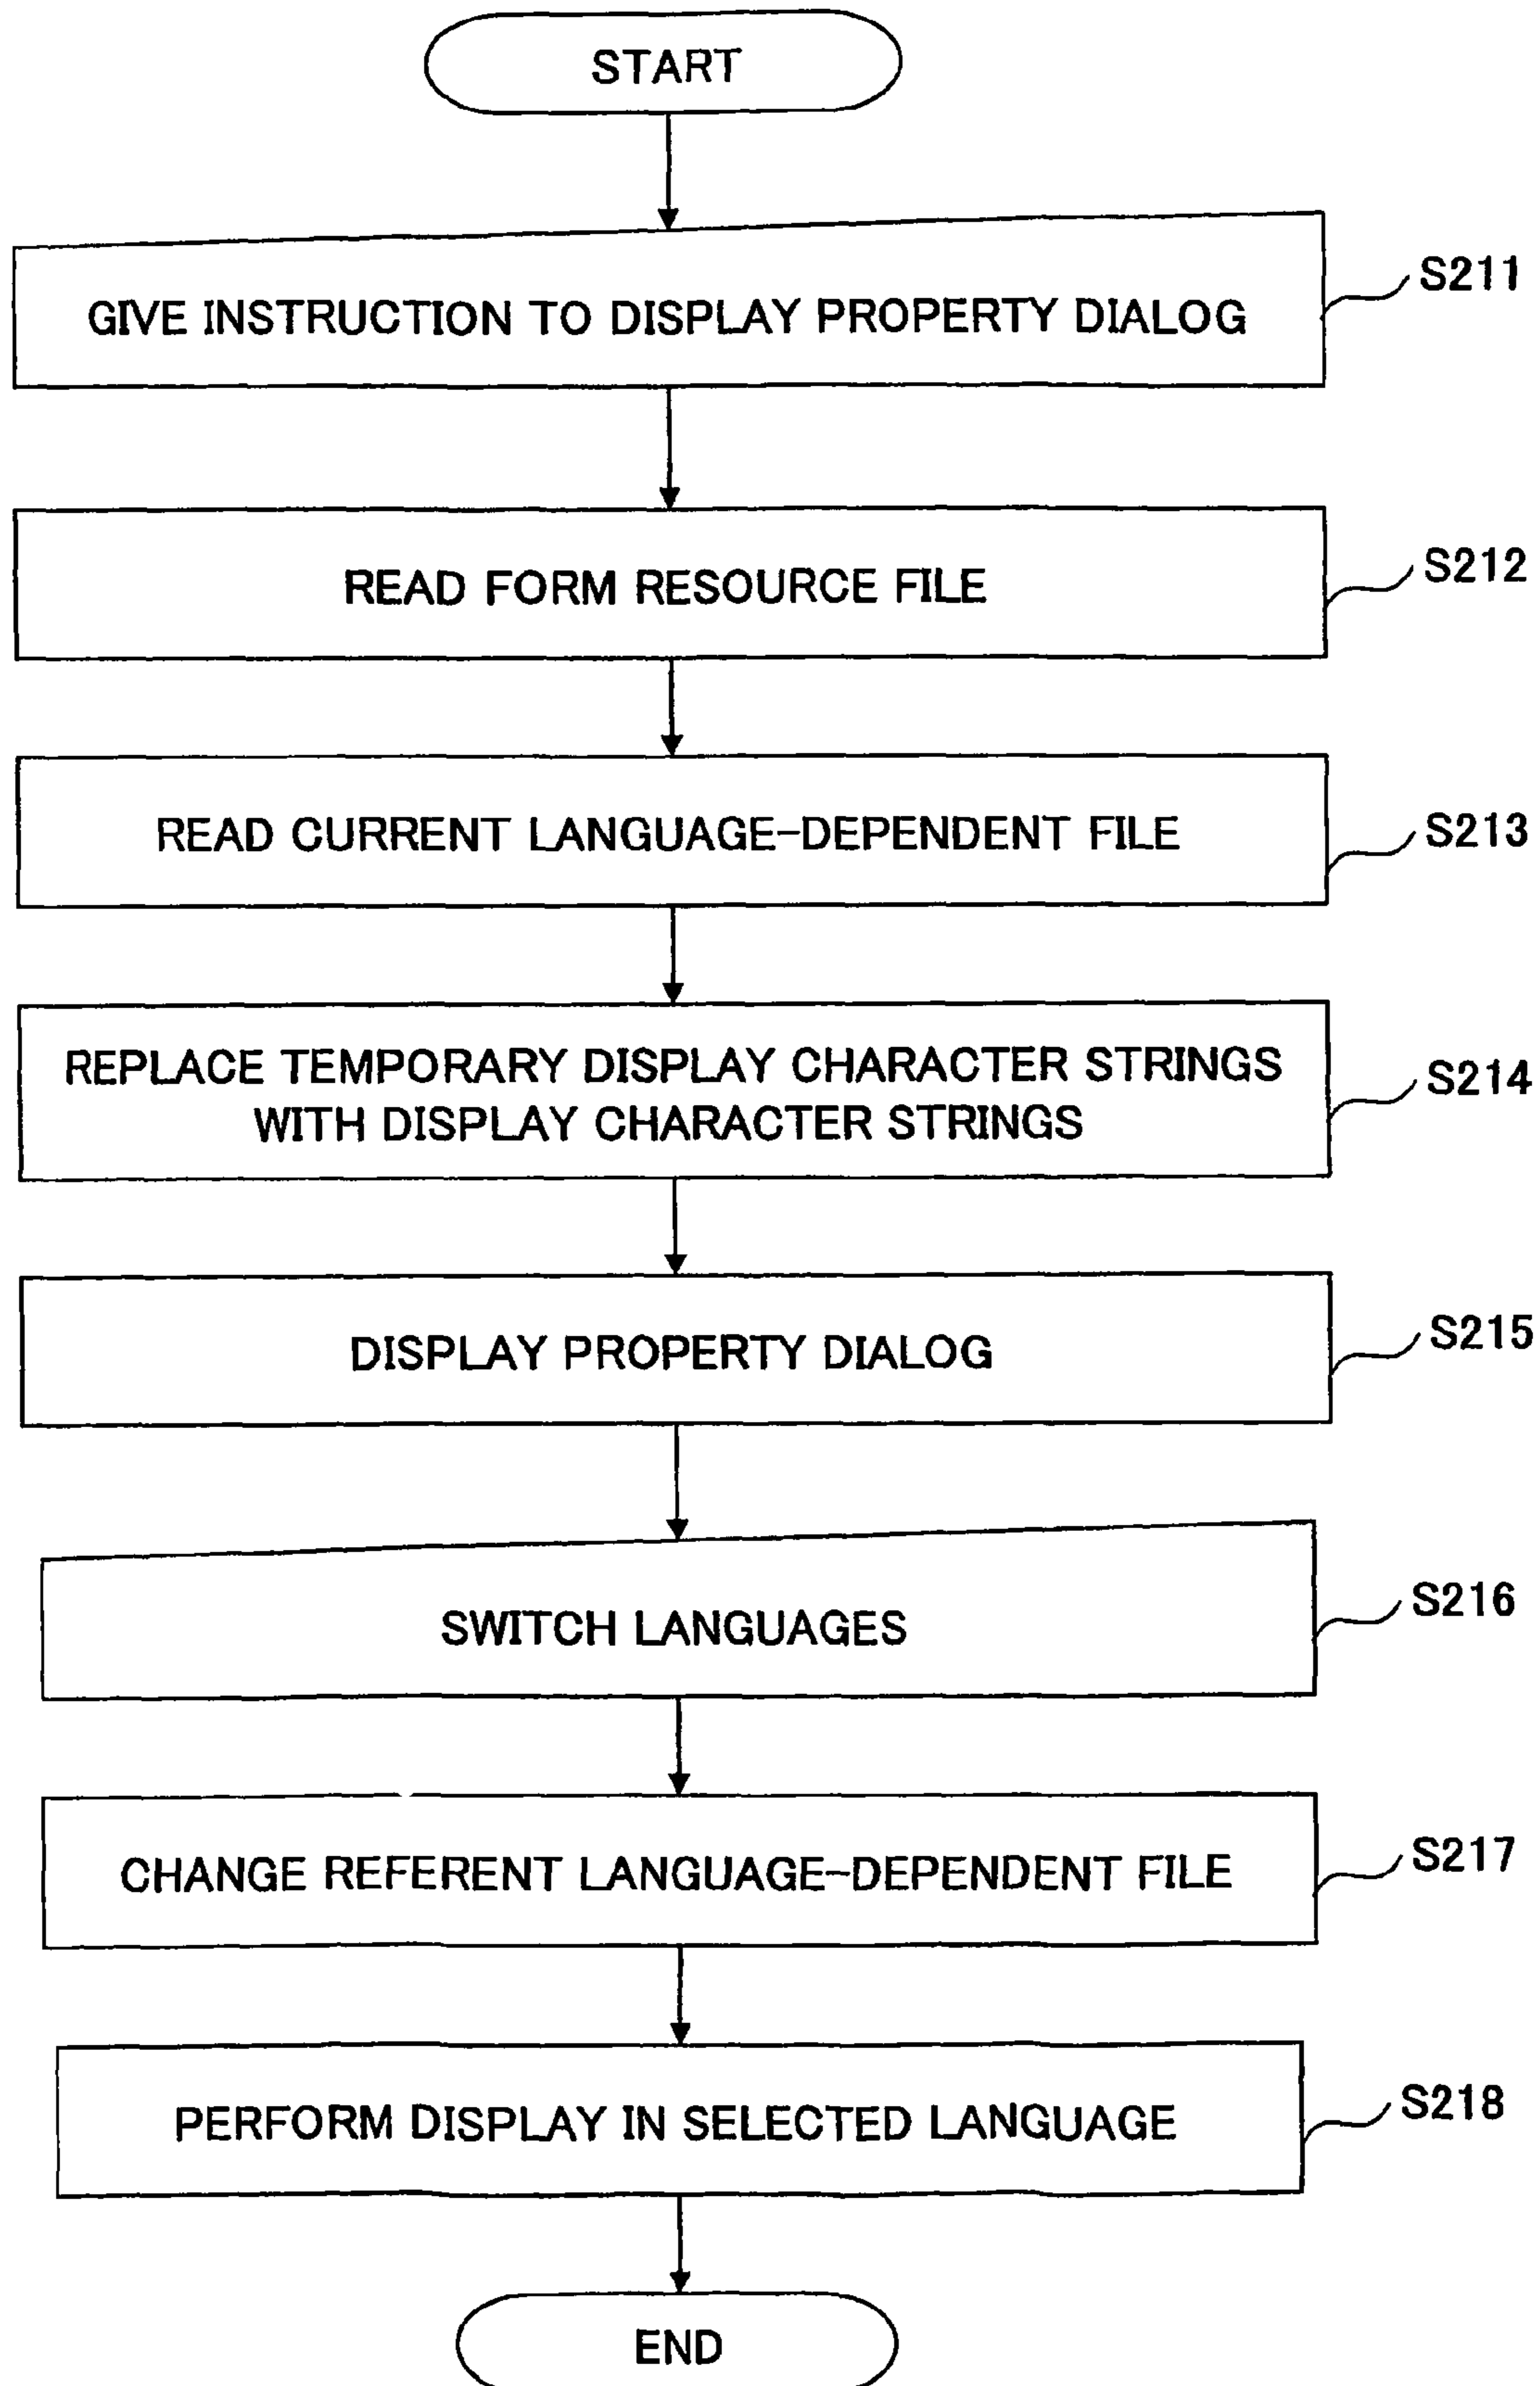 START
GIVE INSTRUCTION TO DISPLAY PROPERTY DIALOG
S211
READ FORM RESOURCE FILE
S212
READ CURRENT LANGUAGE-DEPENDENT FILE
S213
REPLACE TEMPORARY DISPLAY CHARACTER STRINGS
WITH DISPLAY CHARACTER STRINGS
S214
DISPLAY PROPERTY DIALOG
S215
SWITCH LANGUAGES
S216
CHANGE REFERENT LANGUAGE-DEPENDENT FILE
S217
PERFORM DISPLAY IN SELECTED LANGUAGE
S218
END